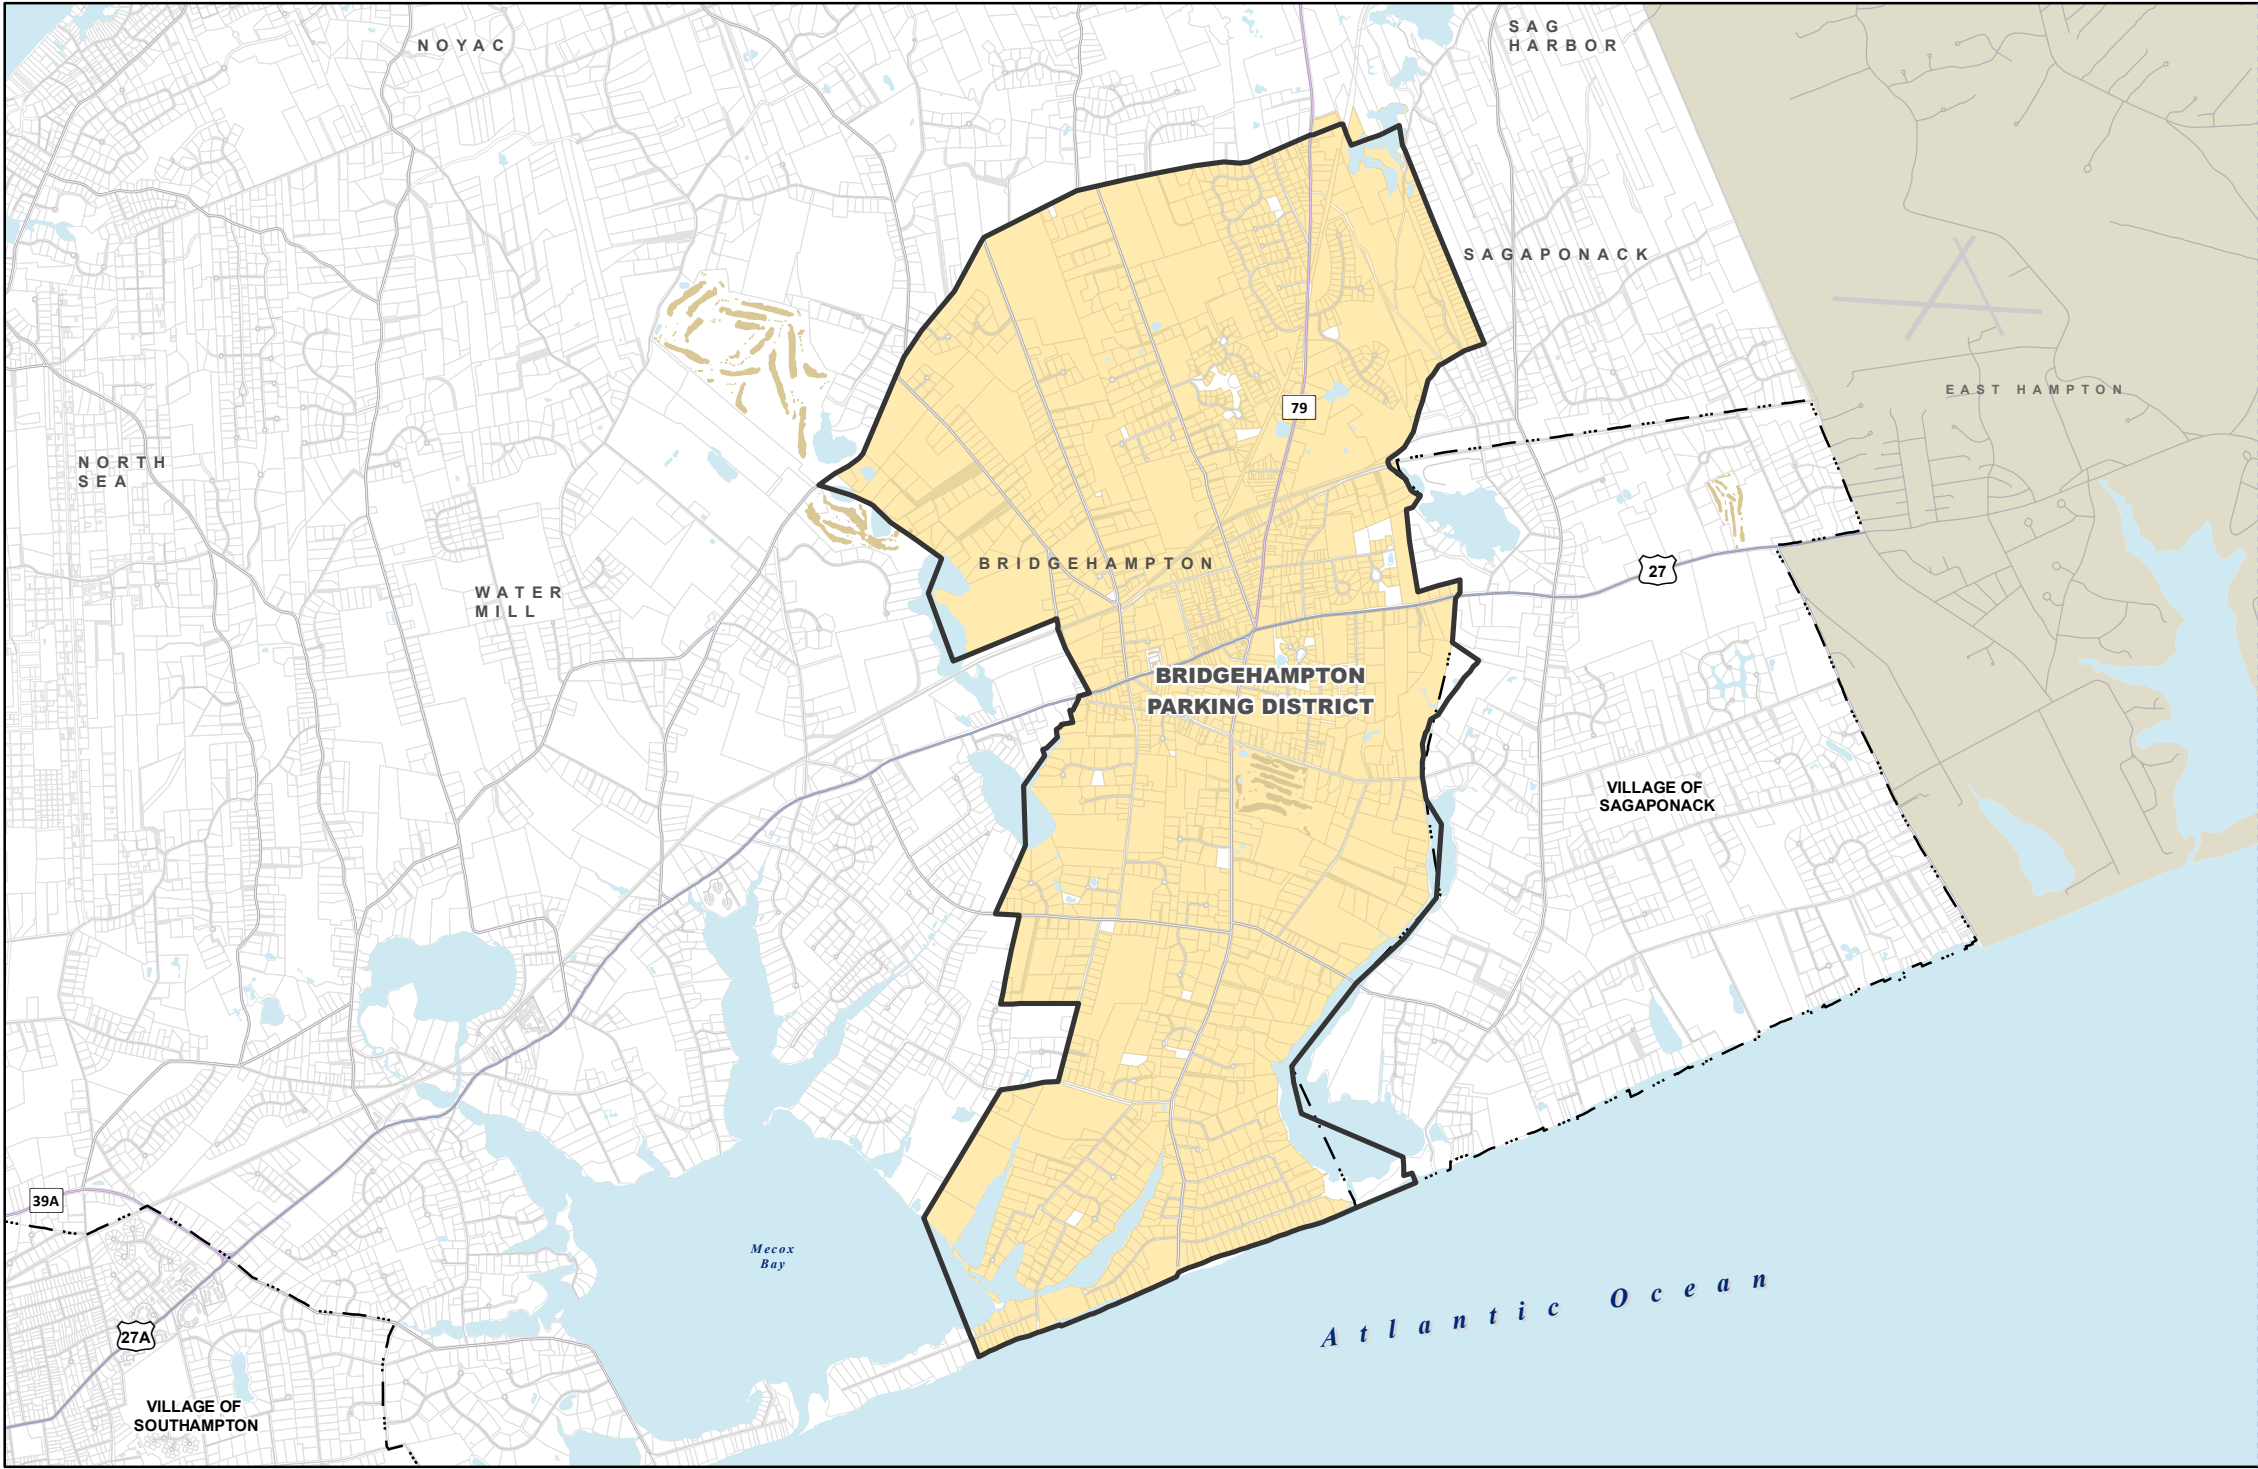 NOYAC
SAG
HARBOR
SAGAPONACK
EAST HAMPTON
79
NORTH
SEA
BRIDGEHAMPTON
27
WATER
MILL
BRIDGEHAMPTON
PARKING DISTRICT
VILLAGE OF
SAGAPONACK
39A
Mecox
Bay
Atlantic Ocean
27A
VILLAGE OF
SOUTHAMPTON